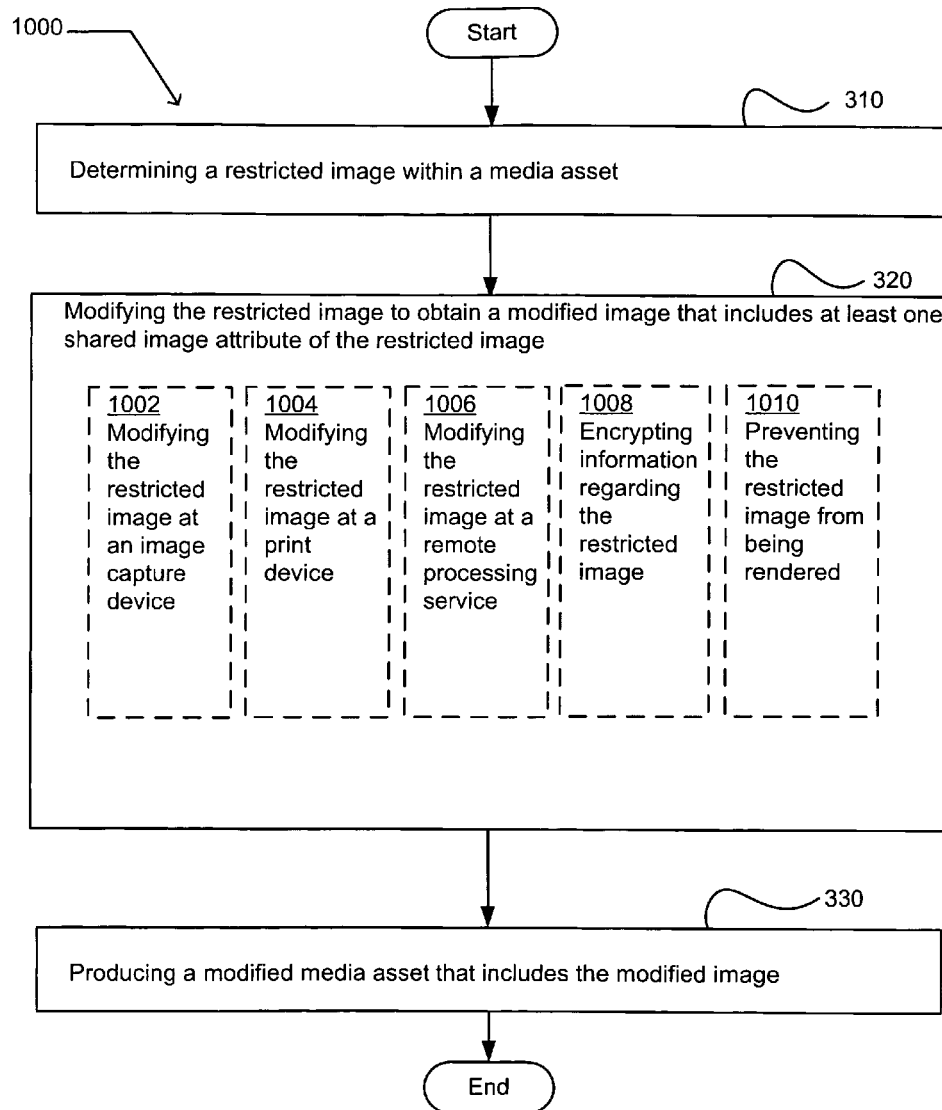 1000
Start
310
Determining a restricted image within a media asset
320
Modifying the restricted image to obtain a modified image that includes at least one
shared image attribute of the restricted image
1002
Modifying
the
restricted
image at
an image
capture
device
1004
Modifying
the
restricted
image at a
print
device
1006
Modifying
the
restricted
image at a
remote
processing
service
1008
Encrypting
information
regarding
the
restricted
image
1010
Preventing
the
restricted
image from
being
rendered
330
Producing a modified media asset that includes the modified image
End